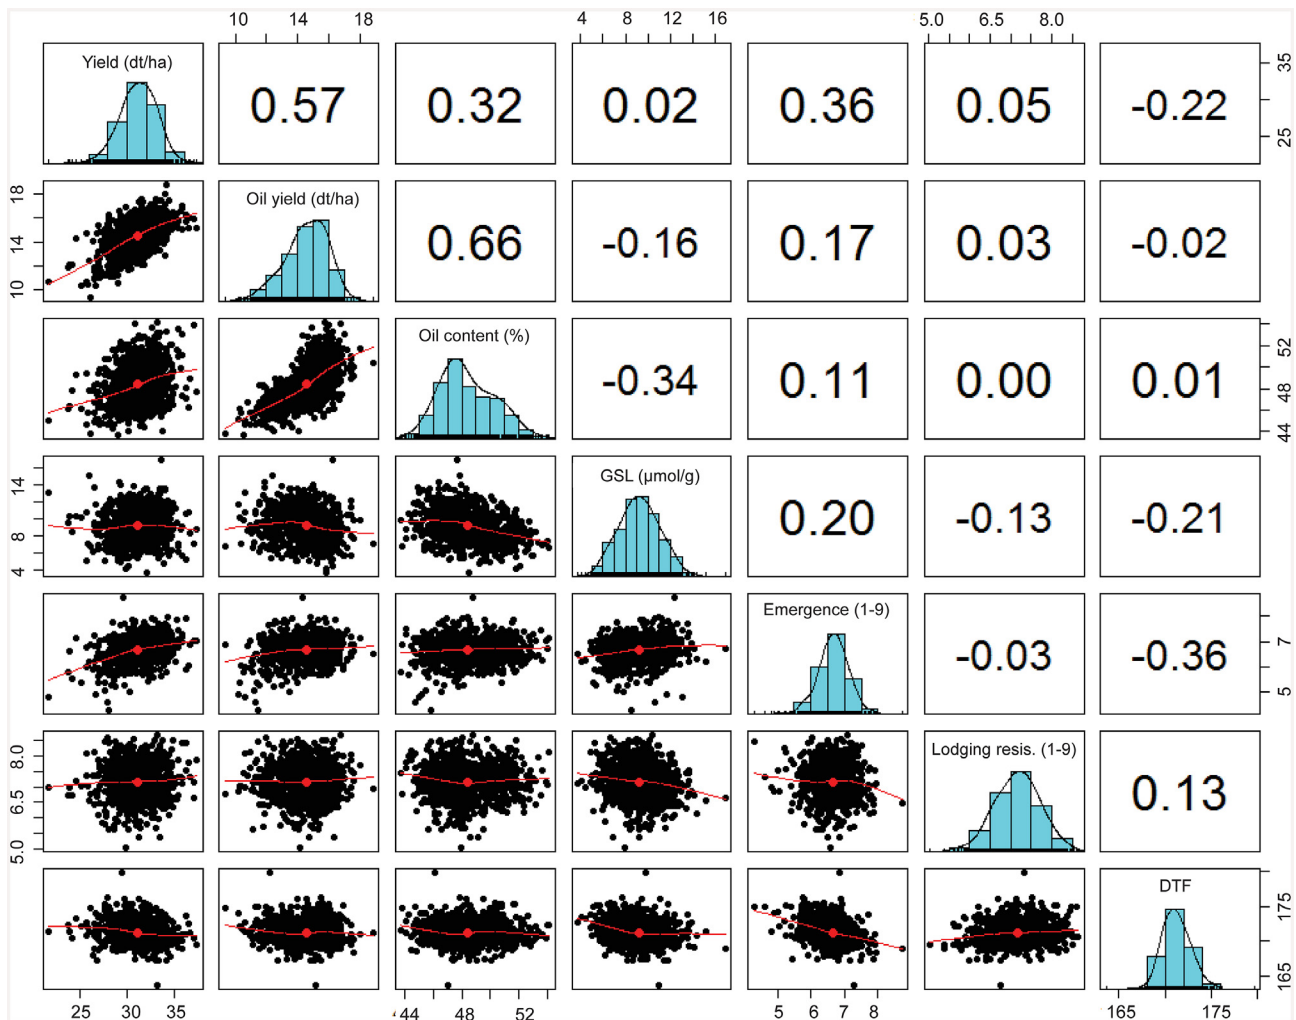 10 14 18 4 8 12 16 5.0 6.5 8.0
Yield (dt/ha) 0.57 0.32 0.02 0.36 0.05 -0.22 35 25
18 14 10 Oil yield (dt/ha) 0.66 -0.16 0.17 0.03 -0.02
Oil content (%) -0.34 0.11 0.00 0.01 52 48 44
14 8 4 GSL (µmol/g) 0.20 -0.13 -0.21
Emergence (1-9) -0.03 -0.36 7 5
8.0 6.5 5.0 Lodging resis. (1-9) 0.13
DTF 175 165
25 30 35 44 48 52 5 6 7 8 165 175